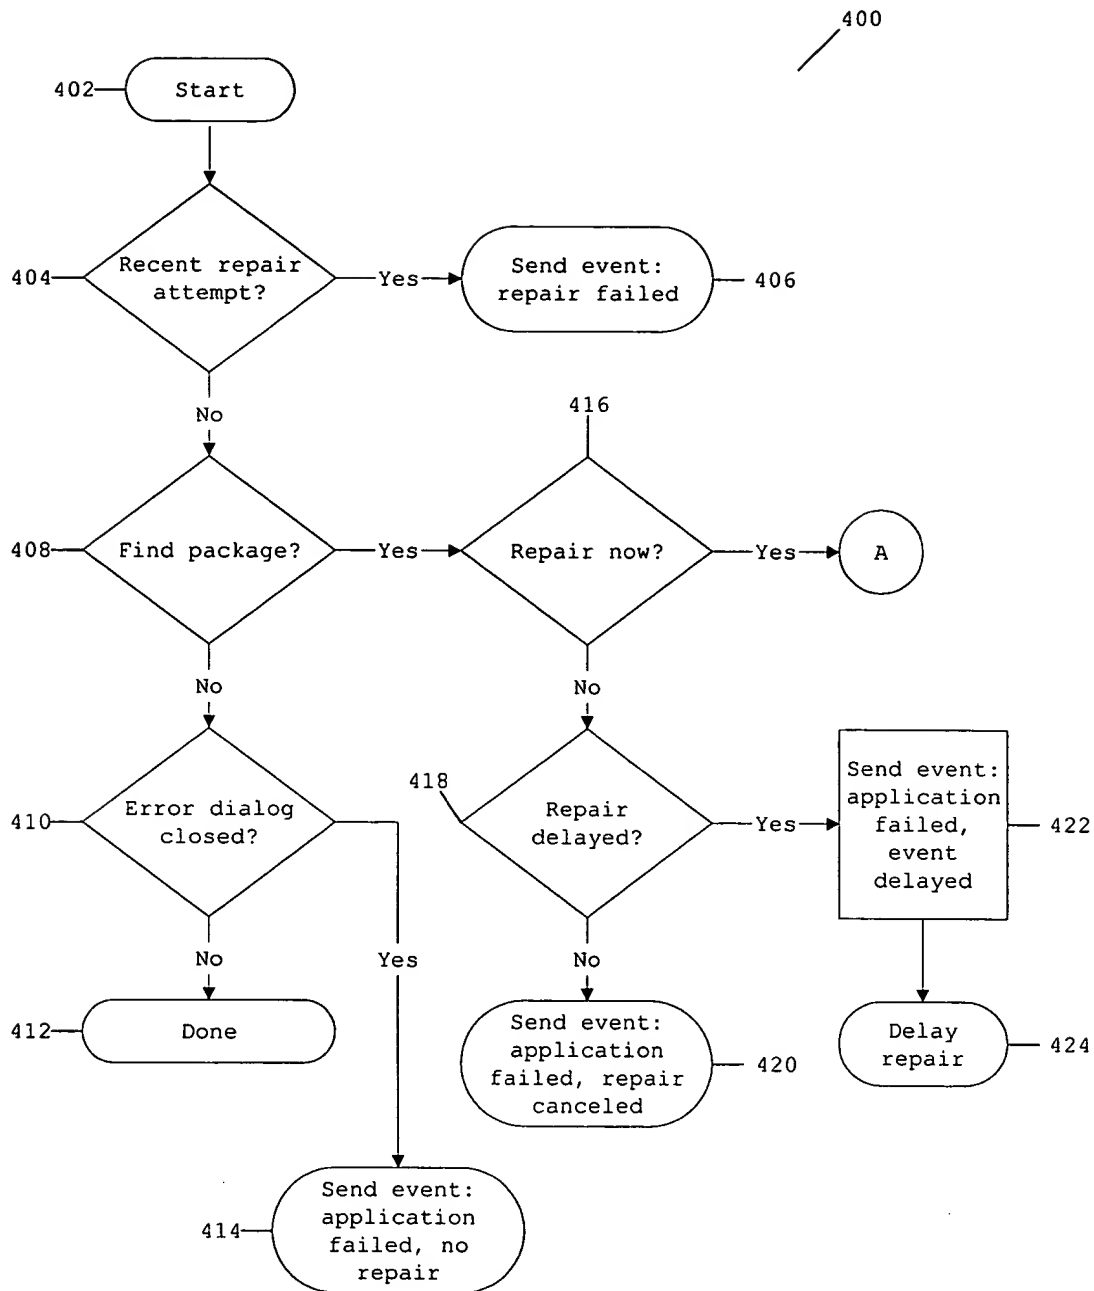 400
402
Start
404
Recent repair
attempt?
Yes
Send event:
repair failed
406
No
416
408
Find package?
Yes
Repair now?
Yes
A
No
No
410
Error dialog
closed?
418
Repair
delayed?
Yes
Send event:
application
failed,
event
delayed
422
No
Yes
No
412
Done
Send event:
application
failed, repair
canceled
420
Delay
repair
424
414
Send event:
application
failed, no
repair